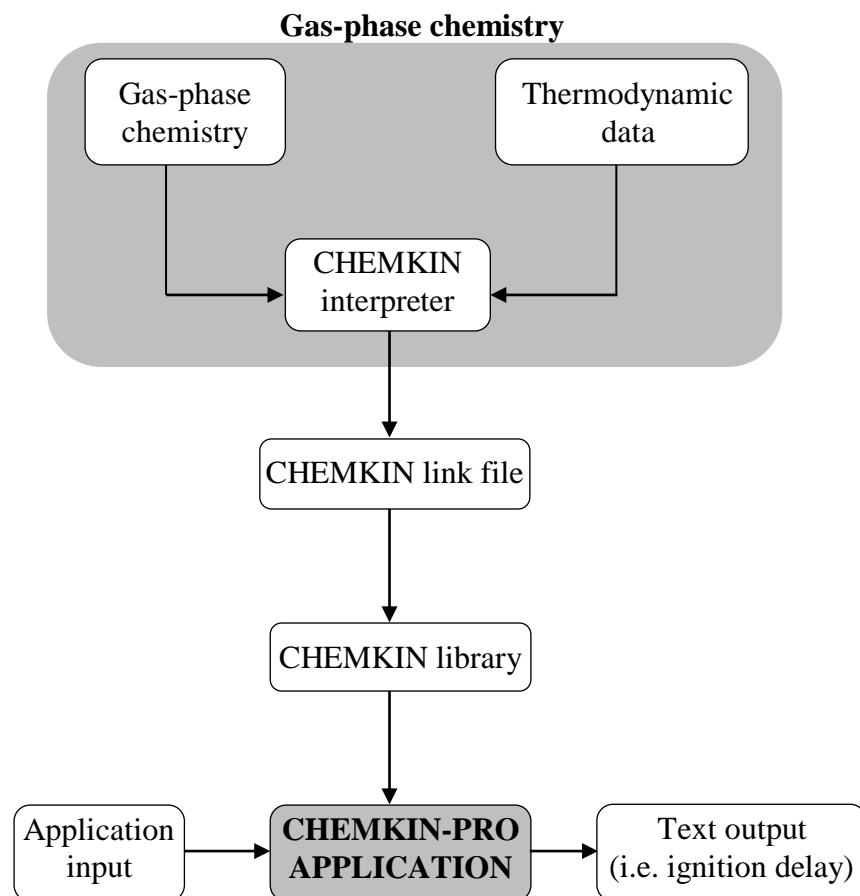 Gas-phase chemistry
Gas-phase
chemistry
Thermodynamic
data
CHEMKIN
interpreter
CHEMKIN link file
CHEMKIN library
Application
input
CHEMKIN-PRO
APPLICATION
Text output
(i.e. ignition delay)